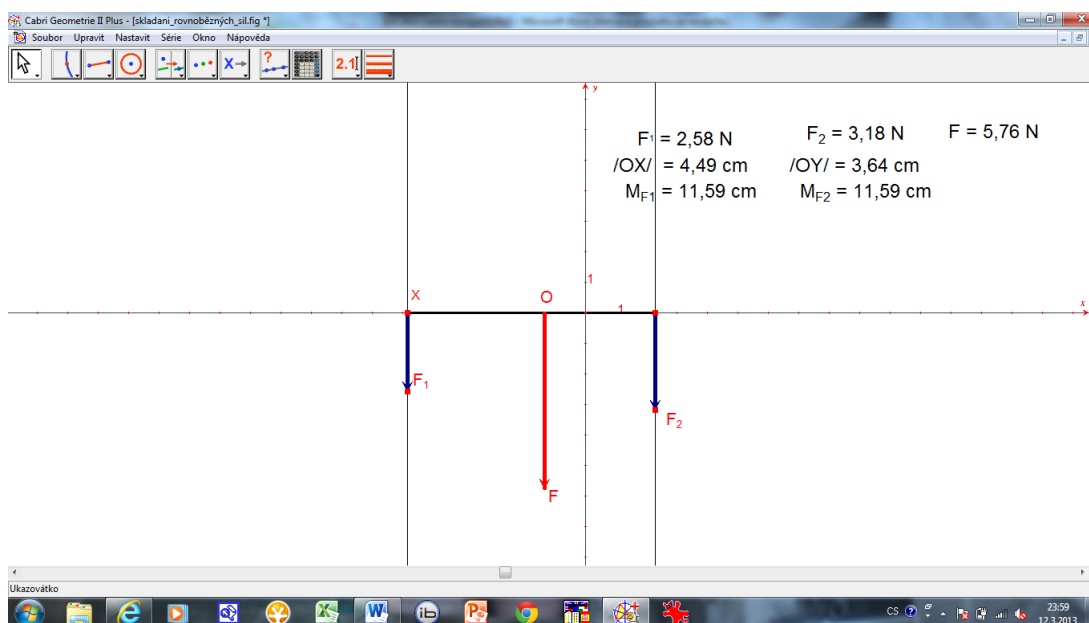 Cabri Geometrie II Plus - [skladani_rovnobězných_sil.fig *]
Soubor Upravit Nastavit Série Okno Nápověda
? X 2.1
y
F1 = 2,58 N F2 = 3,18 N F = 5,76 N
/OX/ = 4,49 cm /OY/ = 3,64 cm
MF1 = 11,59 cm MF2 = 11,59 cm
1
X O 1 x
F1
F2
F
Ukazovátko
W P CS 23:59
12.3.2013